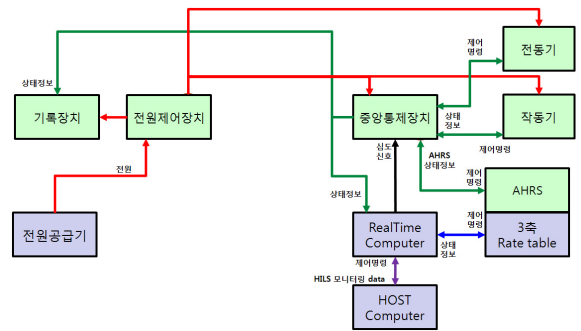 제어
명령
전동기
상태정보
기록장치
전원제어장치
중앙통제장치
상태
정보
작동기
제어명령
심도
신호
AHRS
상태정보
전원
제어
명령
AHRS
상태정보
전원공급기
RealTime
Computer
제어
명령
상태
정보
3축
Rate table
제어명령
HILS 모니터링 data
HOST
Computer